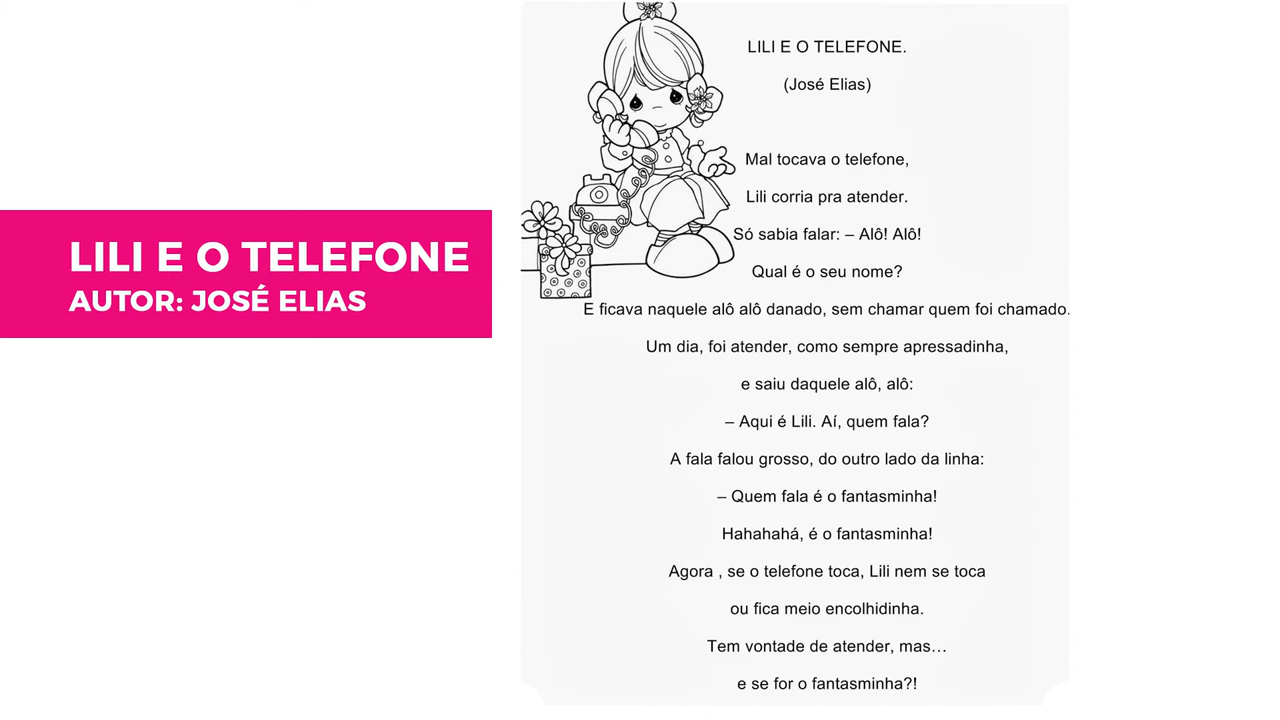 LILI E O TELEFONE
AUTOR: JOSÉ ELIAS
LILI E O TELEFONE.
(José Elias)
Mal tocava o telefone,
Lili corria pra atender.
Só sabia falar: – Alô! Alô!
Qual é o seu nome?
E ficava naquele alô alô danado, sem chamar quem foi chamado.
Um dia, foi atender, como sempre apressadinha,
e saiu daquele alô, alô:
– Aqui é Lili. Aí, quem fala?
A fala falou grosso, do outro lado da linha:
– Quem fala é o fantasminha!
Hahahahá, é o fantasminha!
Agora , se o telefone toca, Lili nem se toca
ou fica meio encolhidinha.
Tem vontade de atender, mas…
e se for o fantasminha?!